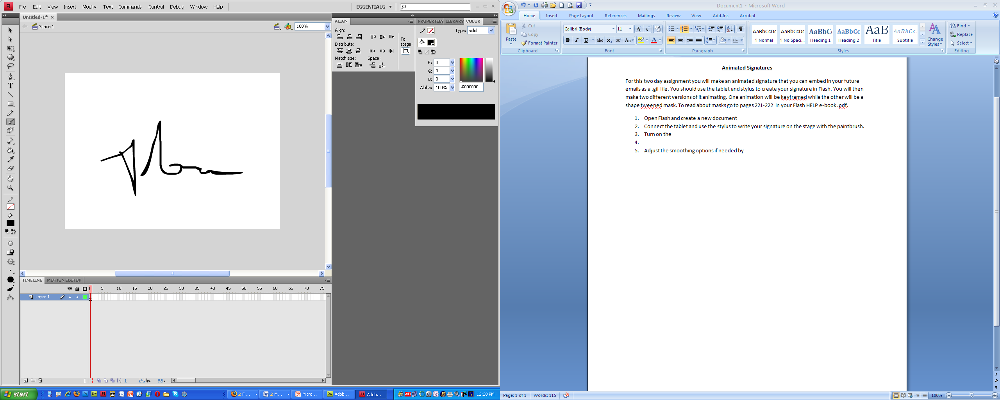 Fl File Edit View Insert Modify Text Commands Control Debug Window Help ESSENTIALS
Untitled-1*
Scene 1 100%
ALIGN
Align:
Distribute:
Match size: Space:
To stage:
PROPERTIES LIBRARY COLOR
Type: Solid
R: 0
G: 0
B: 0
Alpha: 100% #000000
TIMELINE MOTION EDITOR
1 5 10 15 20 25 30 35 40 45 50 55 60 65 70 75
Layer 1
1 24.0fps 0.0s
start 2 Fi... 2 M... Micro... Adob... Adob... 12:20 PM
Document1 - Microsoft Word
Home Insert Page Layout References Mailings Review View Add-Ins Acrobat
Paste Cut Copy Format Painter
Calibri (Body) 11
AaBbCcDc AaBbCcDc AaBbC AaBbCc AaB AaBbCc.
¶ Normal ¶ No Spaci... Heading 1 Heading 2 Title Subtitle
Change Styles
Find
Replace
Select
Clipboard Font Paragraph Styles Editing
Animated Signatures
For this two day assignment you will make an animated signature that you can embed in your future
emails as a .gif file. You should use the tablet and stylus to create your signature in Flash. You will then
make two different versions of it animating. One animation will be keyframed while the other will be a
shape tweened mask. To read about masks go to pages 221-222 in your Flash HELP e-book .pdf.
1. Open Flash and create a new document
2. Connect the tablet and use the stylus to write your signature on the stage with the paintbrush.
3. Turn on the
4.
5. Adjust the smoothing options if needed by
Page: 1 of 1 Words: 115 100%